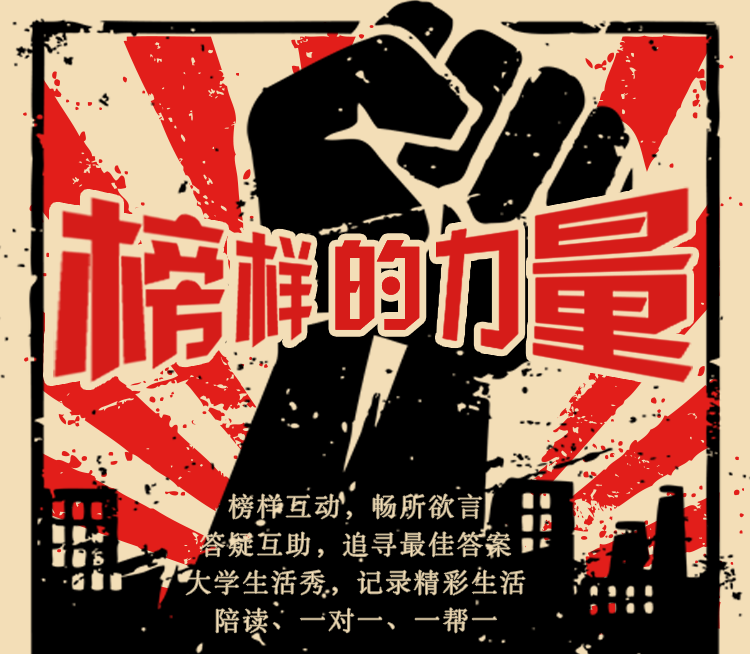 榜样的力量
榜样互动，畅所欲言
答疑互助，追寻最佳答案
大学生活秀，记录精彩生活
陪读、一对一、一帮一